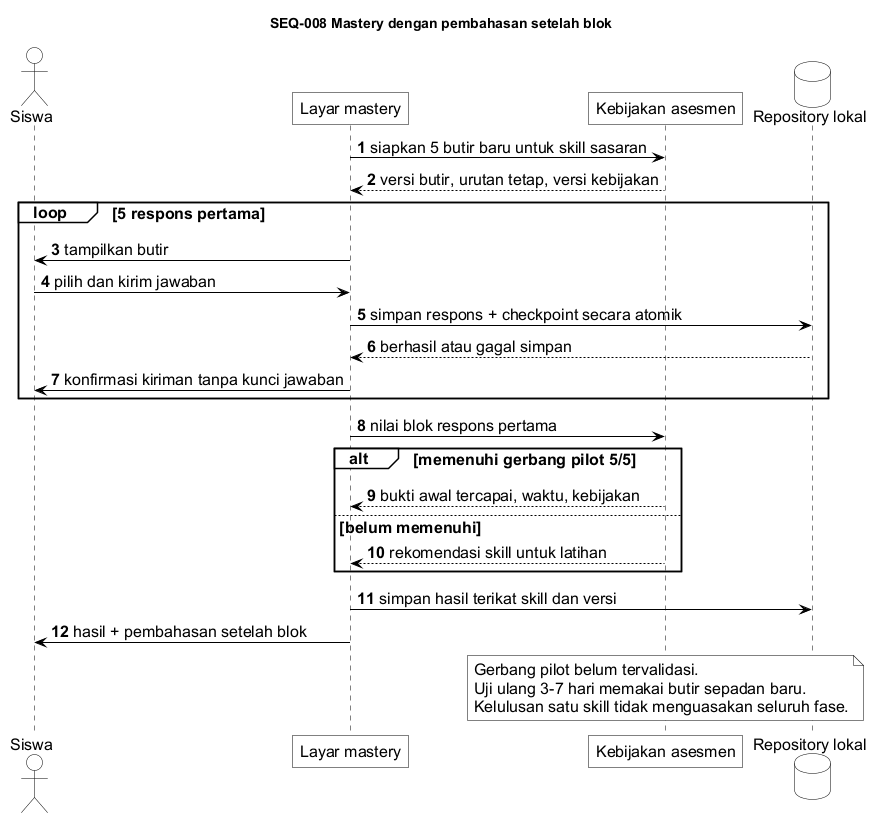 SEQ-008 Mastery dengan pembahasan setelah blok
Siswa
Layar mastery
Kebijakan asesmen
Repository lokal
1 siapkan 5 butir baru untuk skill sasaran
2 versi butir, urutan tetap, versi kebijakan
loop [5 respons pertama]
3 tampilkan butir
4 pilih dan kirim jawaban
5 simpan respons + checkpoint secara atomik
6 berhasil atau gagal simpan
7 konfirmasi kiriman tanpa kunci jawaban
8 nilai blok respons pertama
alt [memenuhi gerbang pilot 5/5]
9 bukti awal tercapai, waktu, kebijakan
[belum memenuhi]
10 rekomendasi skill untuk latihan
11 simpan hasil terikat skill dan versi
12 hasil + pembahasan setelah blok
Gerbang pilot belum tervalidasi.
Uji ulang 3-7 hari memakai butir sepadan baru.
Kelulusan satu skill tidak menguasakan seluruh fase.
Siswa
Layar mastery
Kebijakan asesmen
Repository lokal